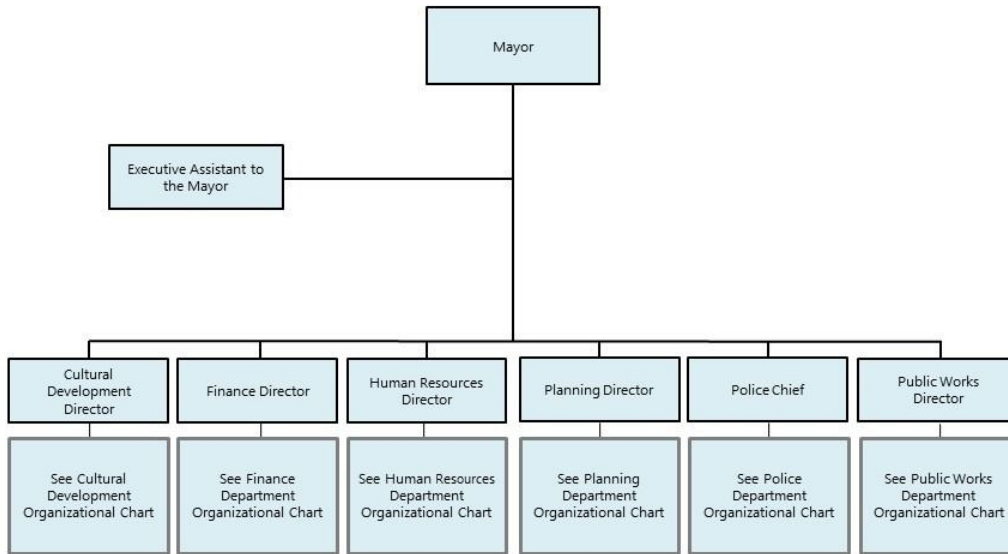 Mayor
Executive Assistant to
the Mayor
Cultural
Development
Director
Finance Director
Human Resources
Director
Planning Director
Police Chief
Public Works
Director
See Cultural
Development
Organizational Chart
See Finance
Department
Organizational Chart
See Human Resources
Department
Organizational Chart
See Planning
Department
Organizational Chart
See Police
Department
Organizational Chart
See Public Works
Department
Organizational Chart